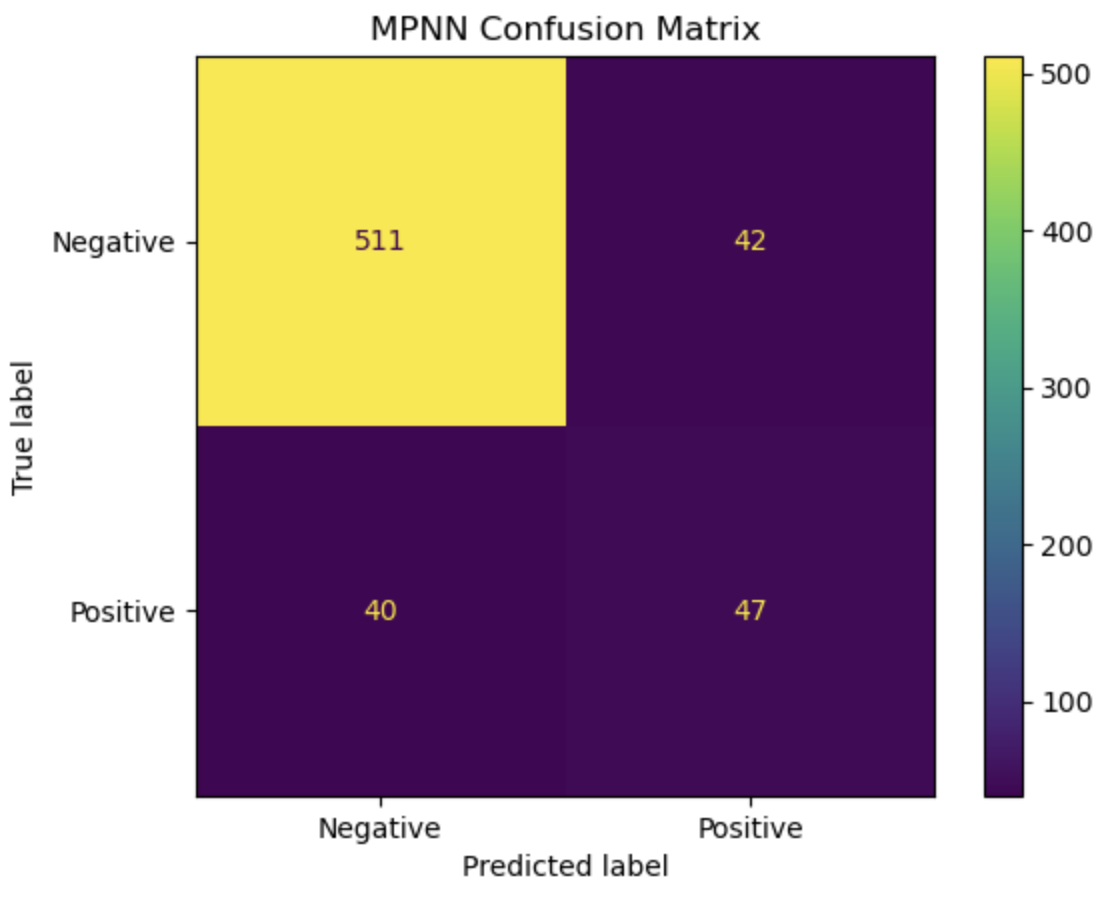 MPNN Confusion Matrix
500
Negative
511
42
400
True label
300
200
Positive
40
47
100
Negative
Positive
Predicted label